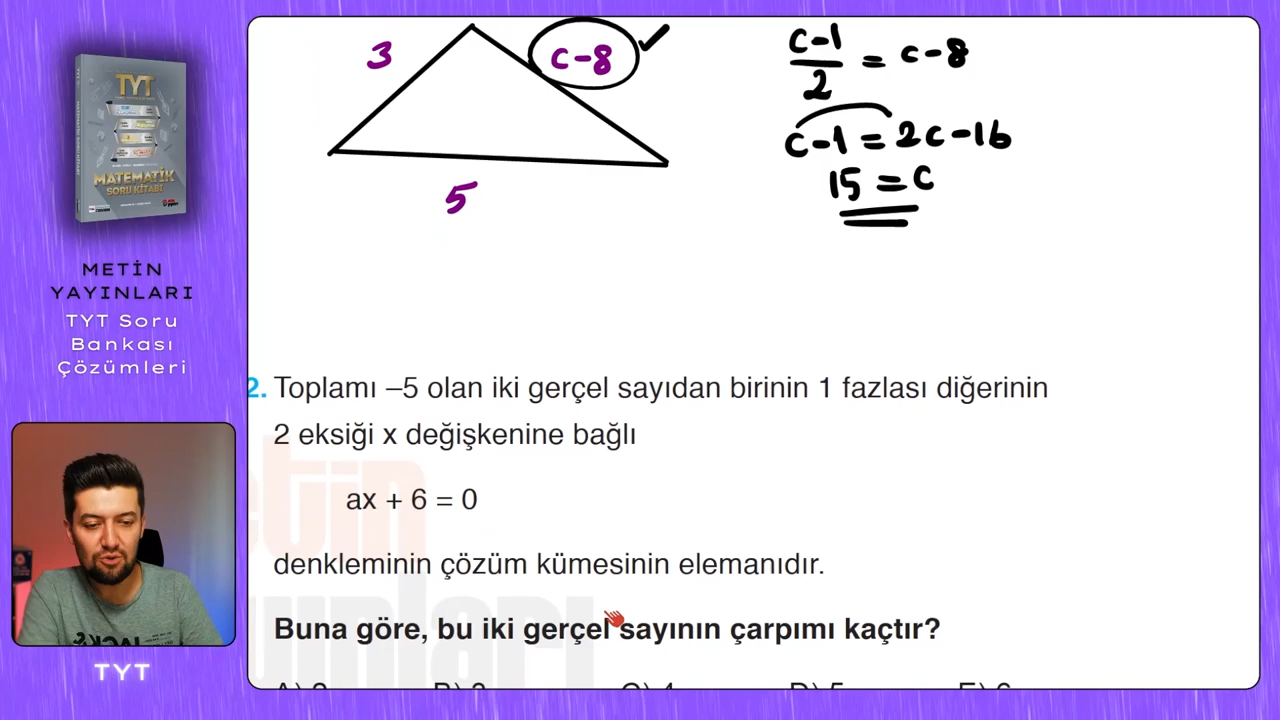 3
c-8
5
c-1
2
= c-8
c-1 = 2c-16
15 = c
TYT
MATEMATİK
SORU KİTABI
METİN
YAYINLARI
TYT Soru
Bankası
Çözümleri
TYT
2. Toplamı –5 olan iki gerçel sayıdan birinin 1 fazlası diğerinin
2 eksiği x değişkenine bağlı
ax + 6 = 0
denkleminin çözüm kümesinin elemanıdır.
Buna göre, bu iki gerçel sayının çarpımı kaçtır?